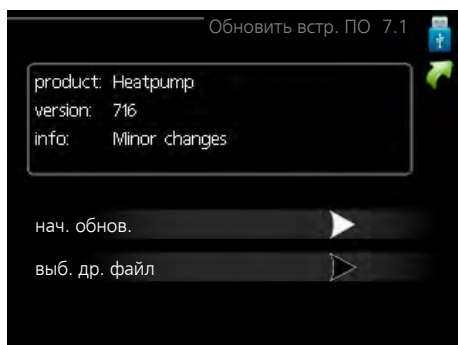 Обновить встр. ПО 7.1
product: Heatpump
version: 716
info: Minor changes
нач. обнов.
выб. др. файл